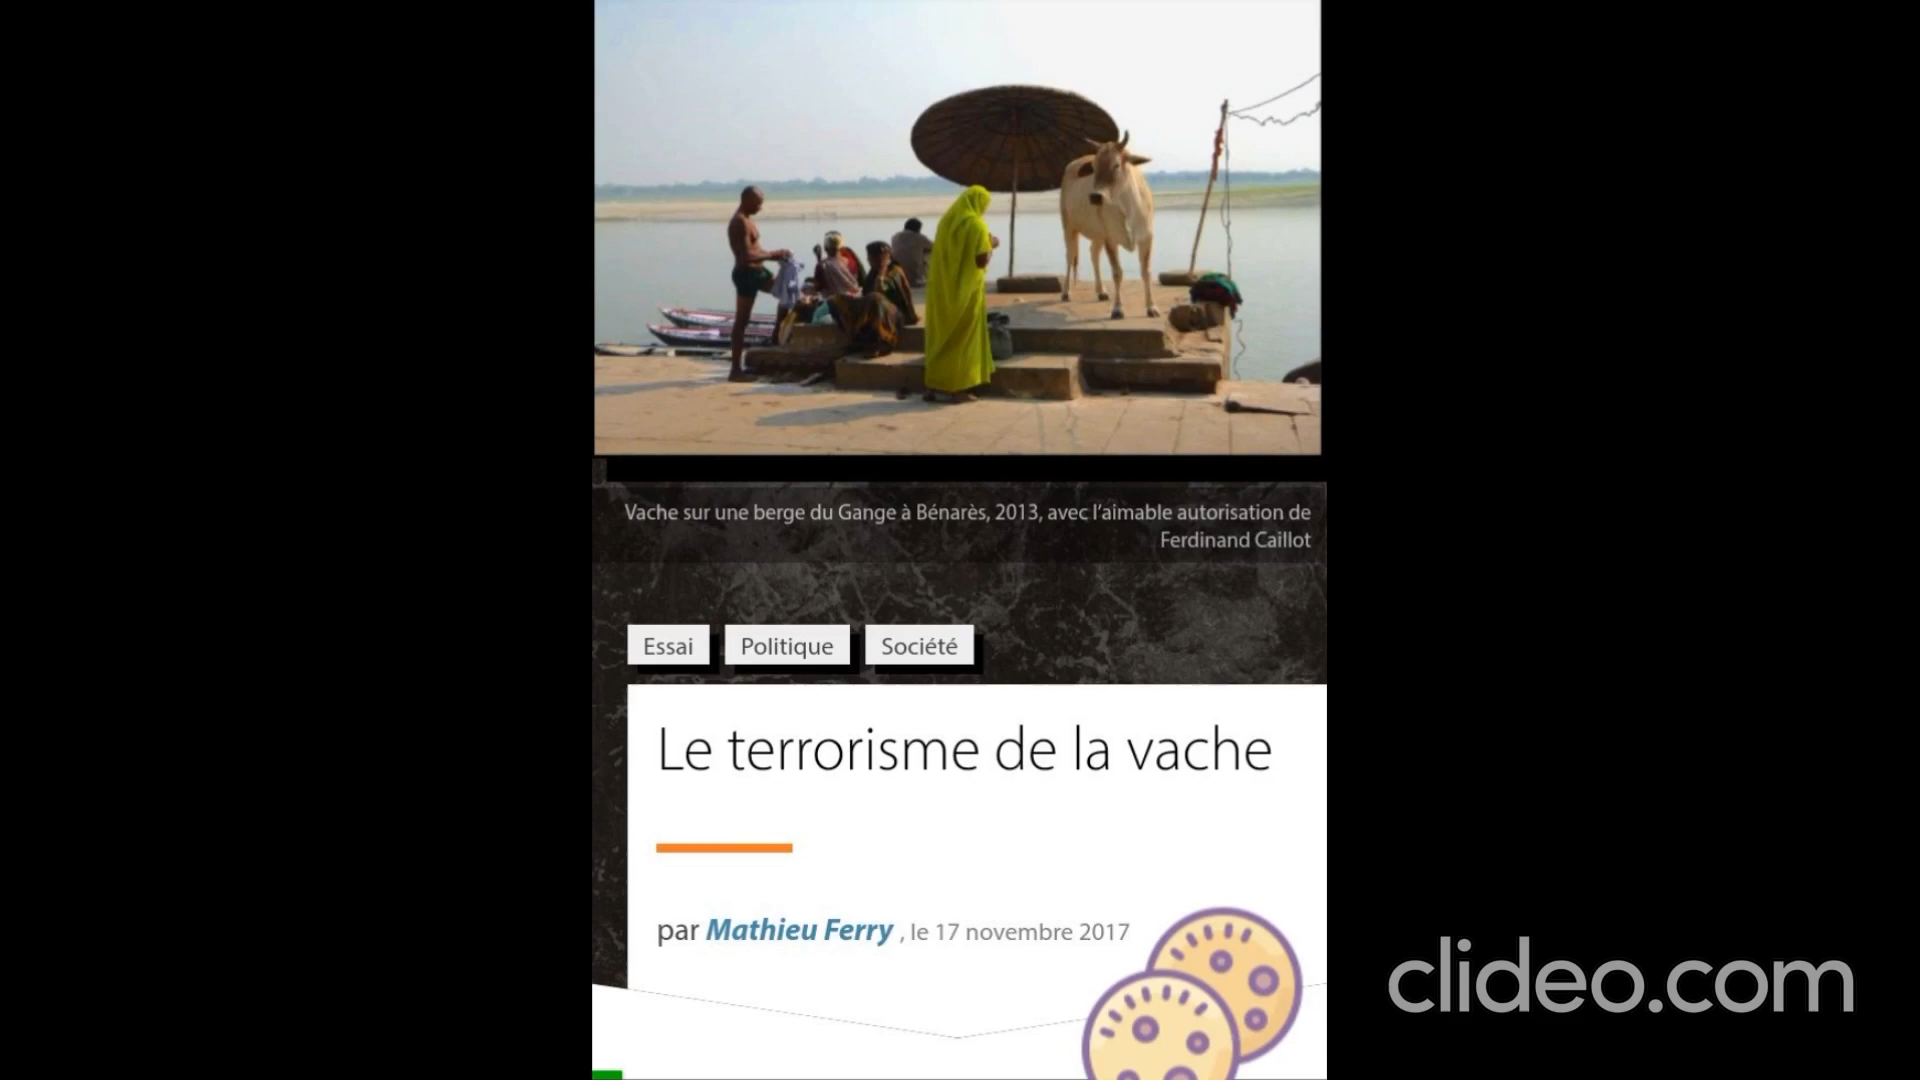 Vache sur une berge du Gange à Bénarès, 2013, avec l'aimable autorisation de
Ferdinand Caillot
Essai Politique Société
Le terrorisme de la vache
par Mathieu Ferry , le 17 novembre 2017
clideo.com